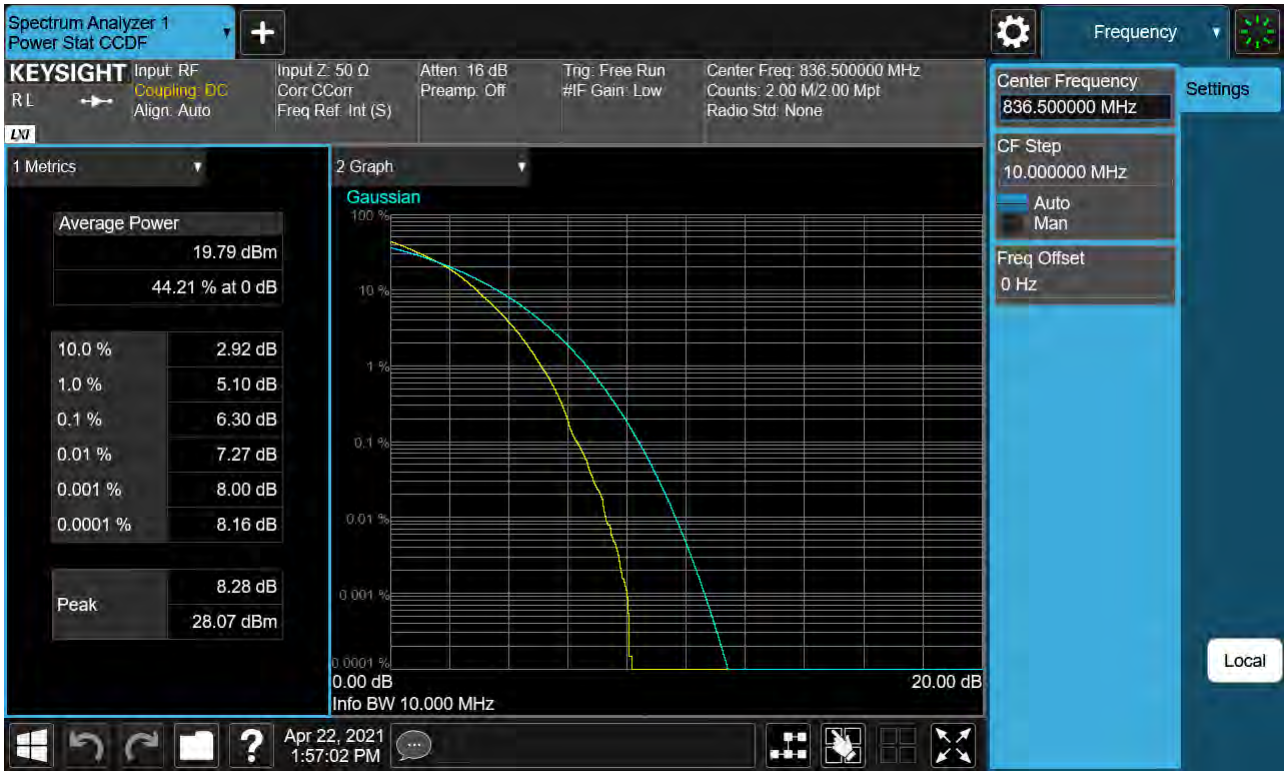 Spectrum Analyzer 1
Power Stat CCDF
+
Frequency
KEYSIGHT
R L
LXI
Input: RF
Coupling: DC
Align: Auto
Input Z: 50 Ω
Corr CCorr
Freq Ref: Int (S)
Atten: 16 dB
Preamp: Off
Trig: Free Run
#IF Gain: Low
Center Freq: 836.500000 MHz
Counts: 2.00 M/2.00 Mpt
Radio Std: None
Center Frequency
836.500000 MHz
Settings
CF Step
10.000000 MHz
Auto
Man
Freq Offset
0 Hz
Local
1 Metrics
Average Power
19.79 dBm
44.21 % at 0 dB
10.0 % 2.92 dB
1.0 % 5.10 dB
0.1 % 6.30 dB
0.01 % 7.27 dB
0.001 % 8.00 dB
0.0001 % 8.16 dB
Peak
8.28 dB
28.07 dBm
2 Graph
Gaussian
100 %
10 %
1 %
0.1 %
0.01 %
0.001 %
0.0001 %
0.00 dB 20.00 dB
Info BW 10.000 MHz
?
Apr 22, 2021
1:57:02 PM